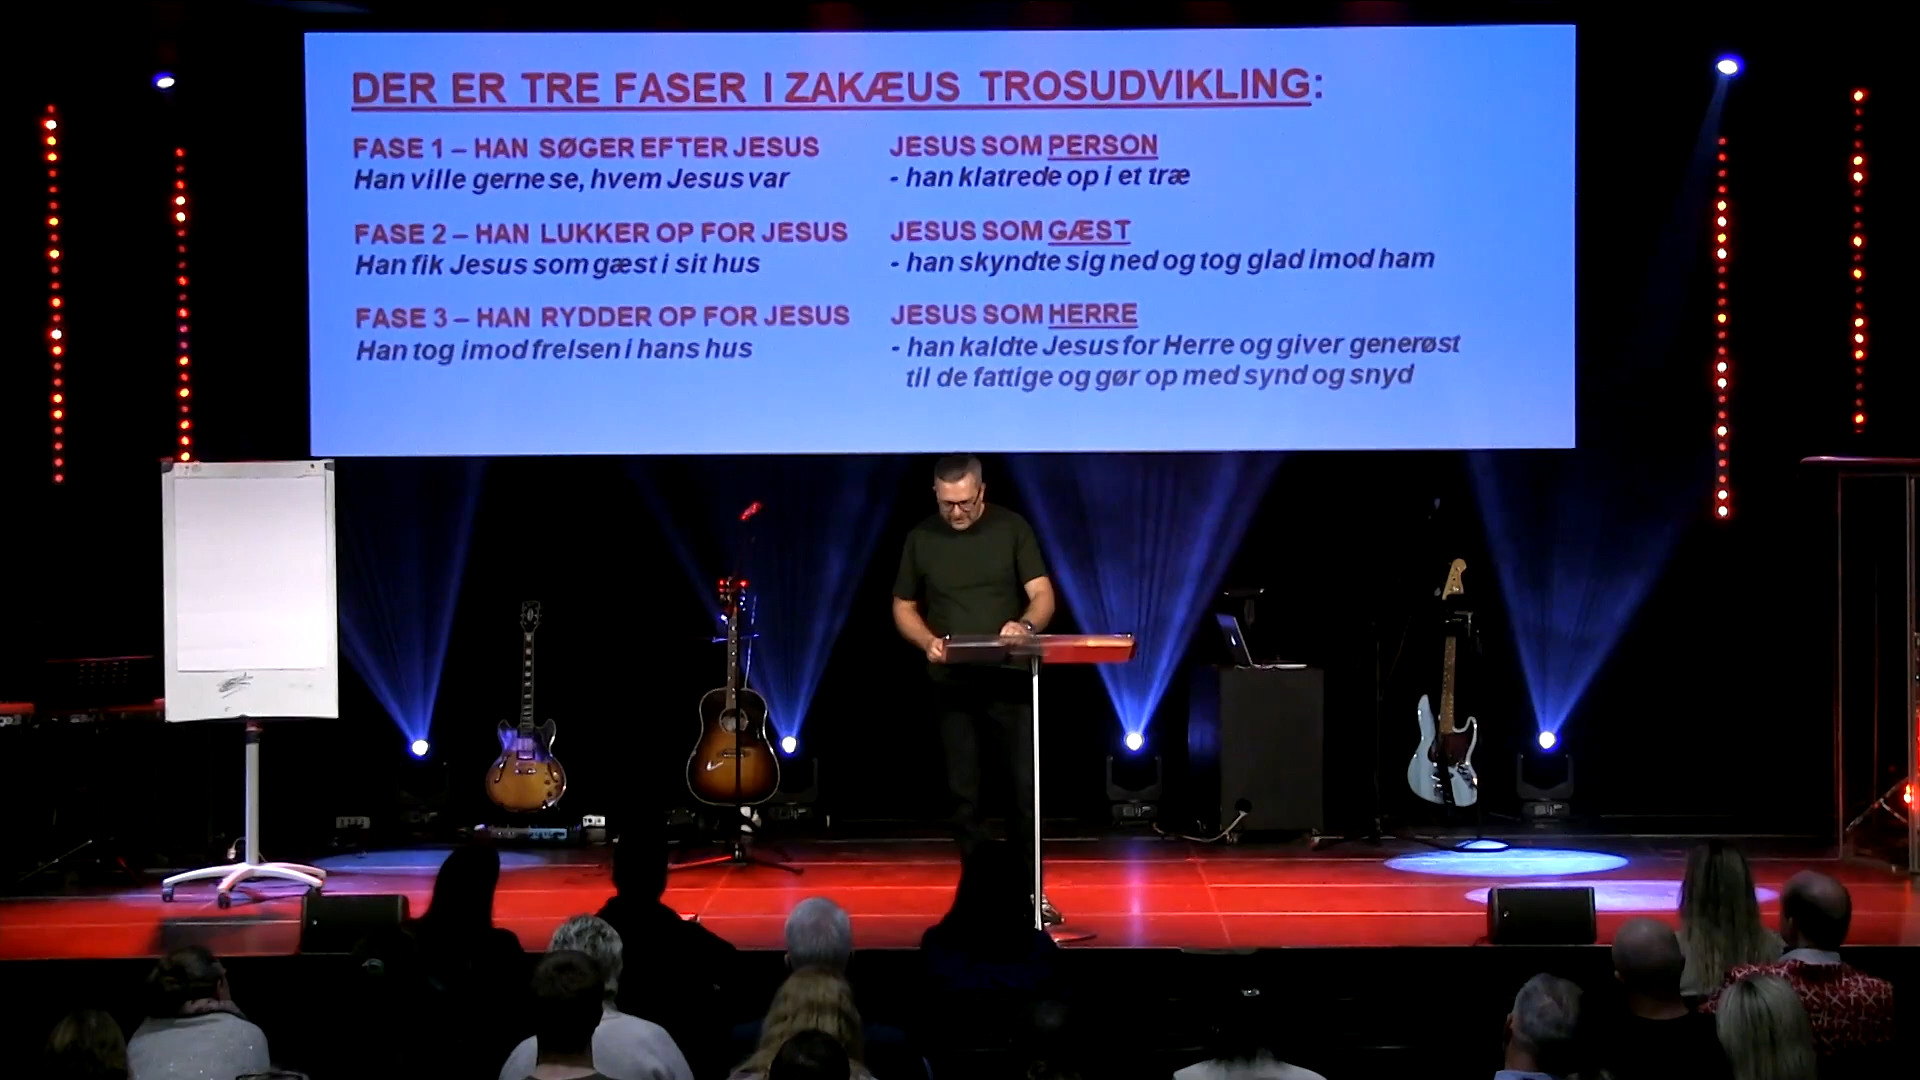 DER ER TRE FASER I ZAKÆUS TROSUDVIKLING:
FASE 1 – HAN SØGER EFTER JESUS
Han ville gerne se, hvem Jesus var
JESUS SOM PERSON
- han klatrede op i et træ
FASE 2 – HAN LUKKER OP FOR JESUS
Han fik Jesus som gæst i sit hus
JESUS SOM GÆST
- han skyndte sig ned og tog glad imod ham
FASE 3 – HAN RYDDER OP FOR JESUS
Han tog imod frelsen i hans hus
JESUS SOM HERRE
- han kaldte Jesus for Herre og giver generøst
til de fattige og gør op med synd og snyd